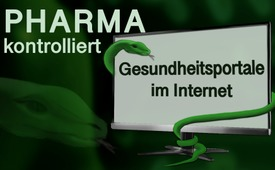 PHARMA
kontrolliert
Gesundheitsportale
im Internet